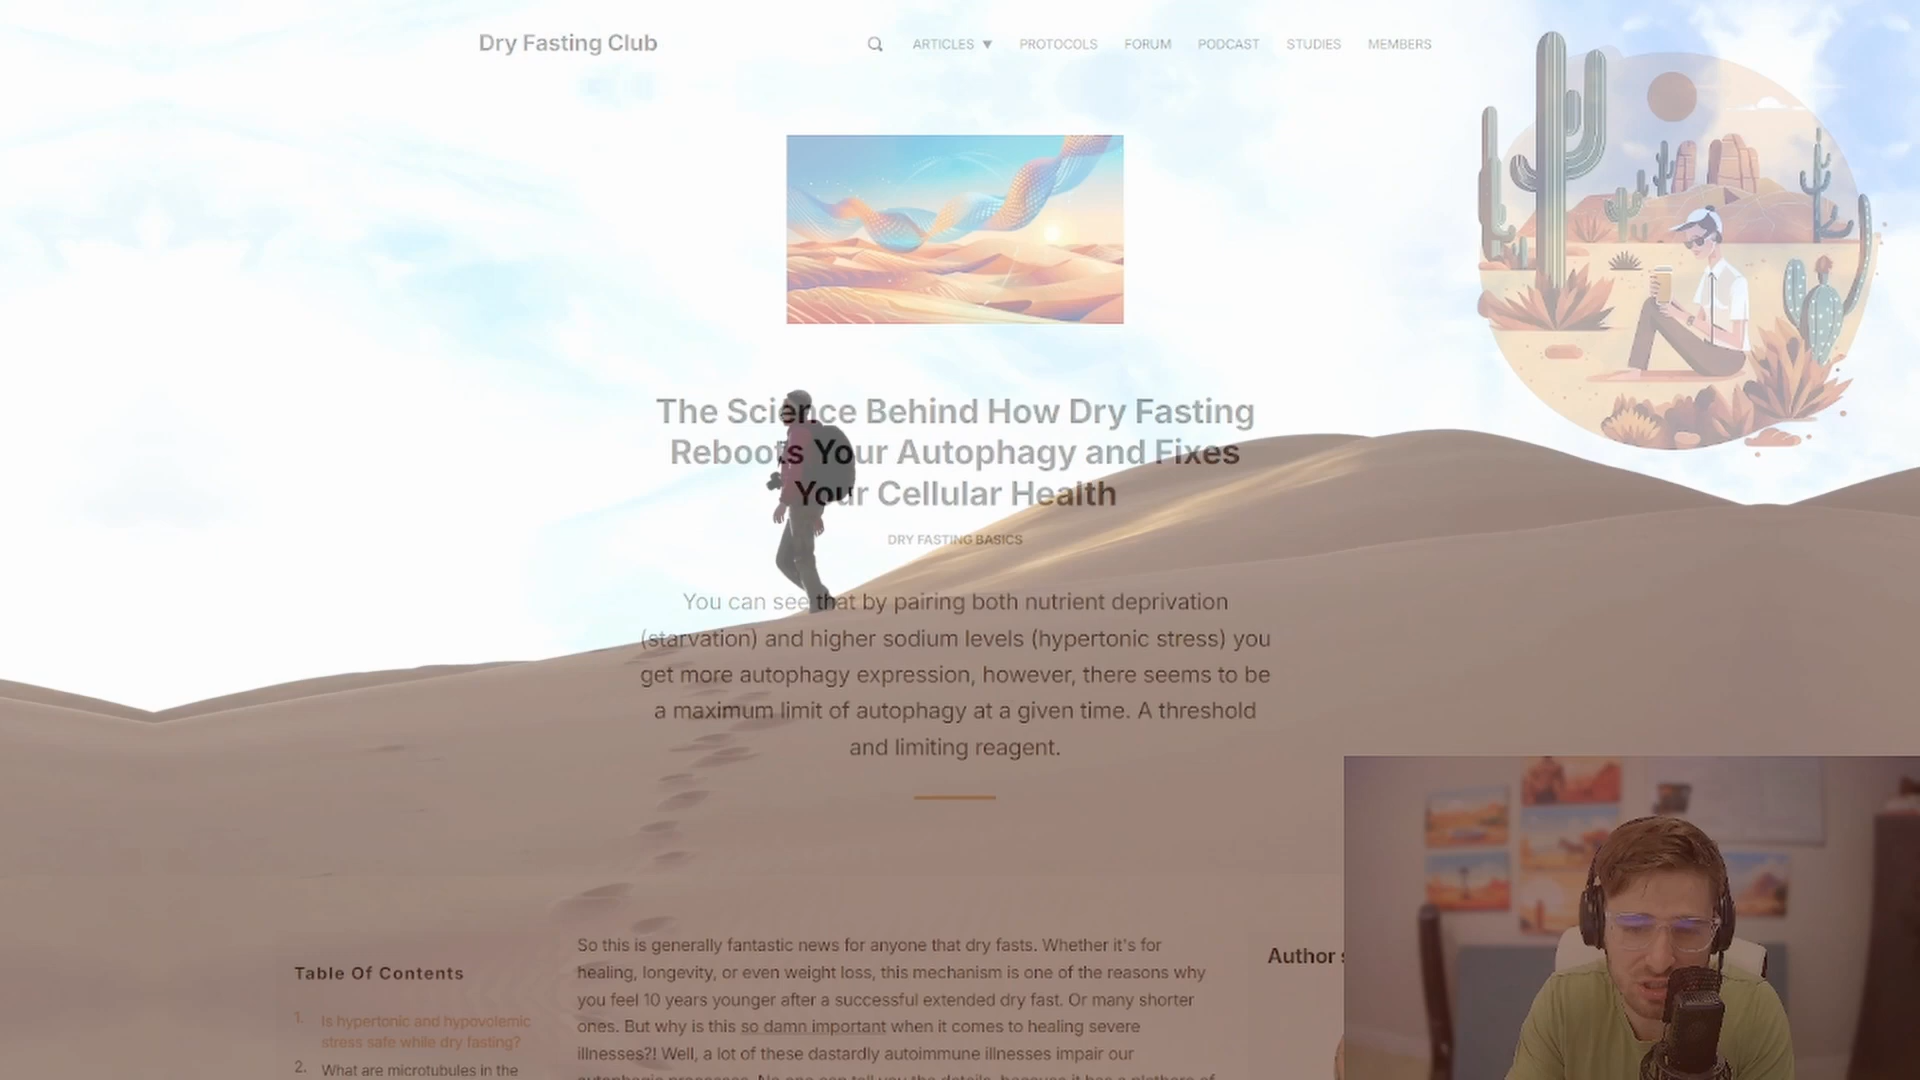 Dry Fasting Club
ARTICLES ▼ PROTOCOLS FORUM PODCAST STUDIES MEMBERS
The Science Behind How Dry Fasting
Reboots Your Autophagy and Fixes
Your Cellular Health
DRY FASTING BASICS
You can see that by pairing both nutrient deprivation
(starvation) and higher sodium levels (hypertonic stress) you
get more autophagy expression, however, there seems to be
a maximum limit of autophagy at a given time. A threshold
and limiting reagent.
Table Of Contents
1. Is hypertonic and hypovolemic
stress safe while dry fasting?
2. What are microtubules in the
So this is generally fantastic news for anyone that dry fasts. Whether it's for
healing, longevity, or even weight loss, this mechanism is one of the reasons why
you feel 10 years younger after a successful extended dry fast. Or many shorter
ones. But why is this so damn important when it comes to healing severe
illnesses?! Well, a lot of these dastardly autoimmune illnesses impair our
Author